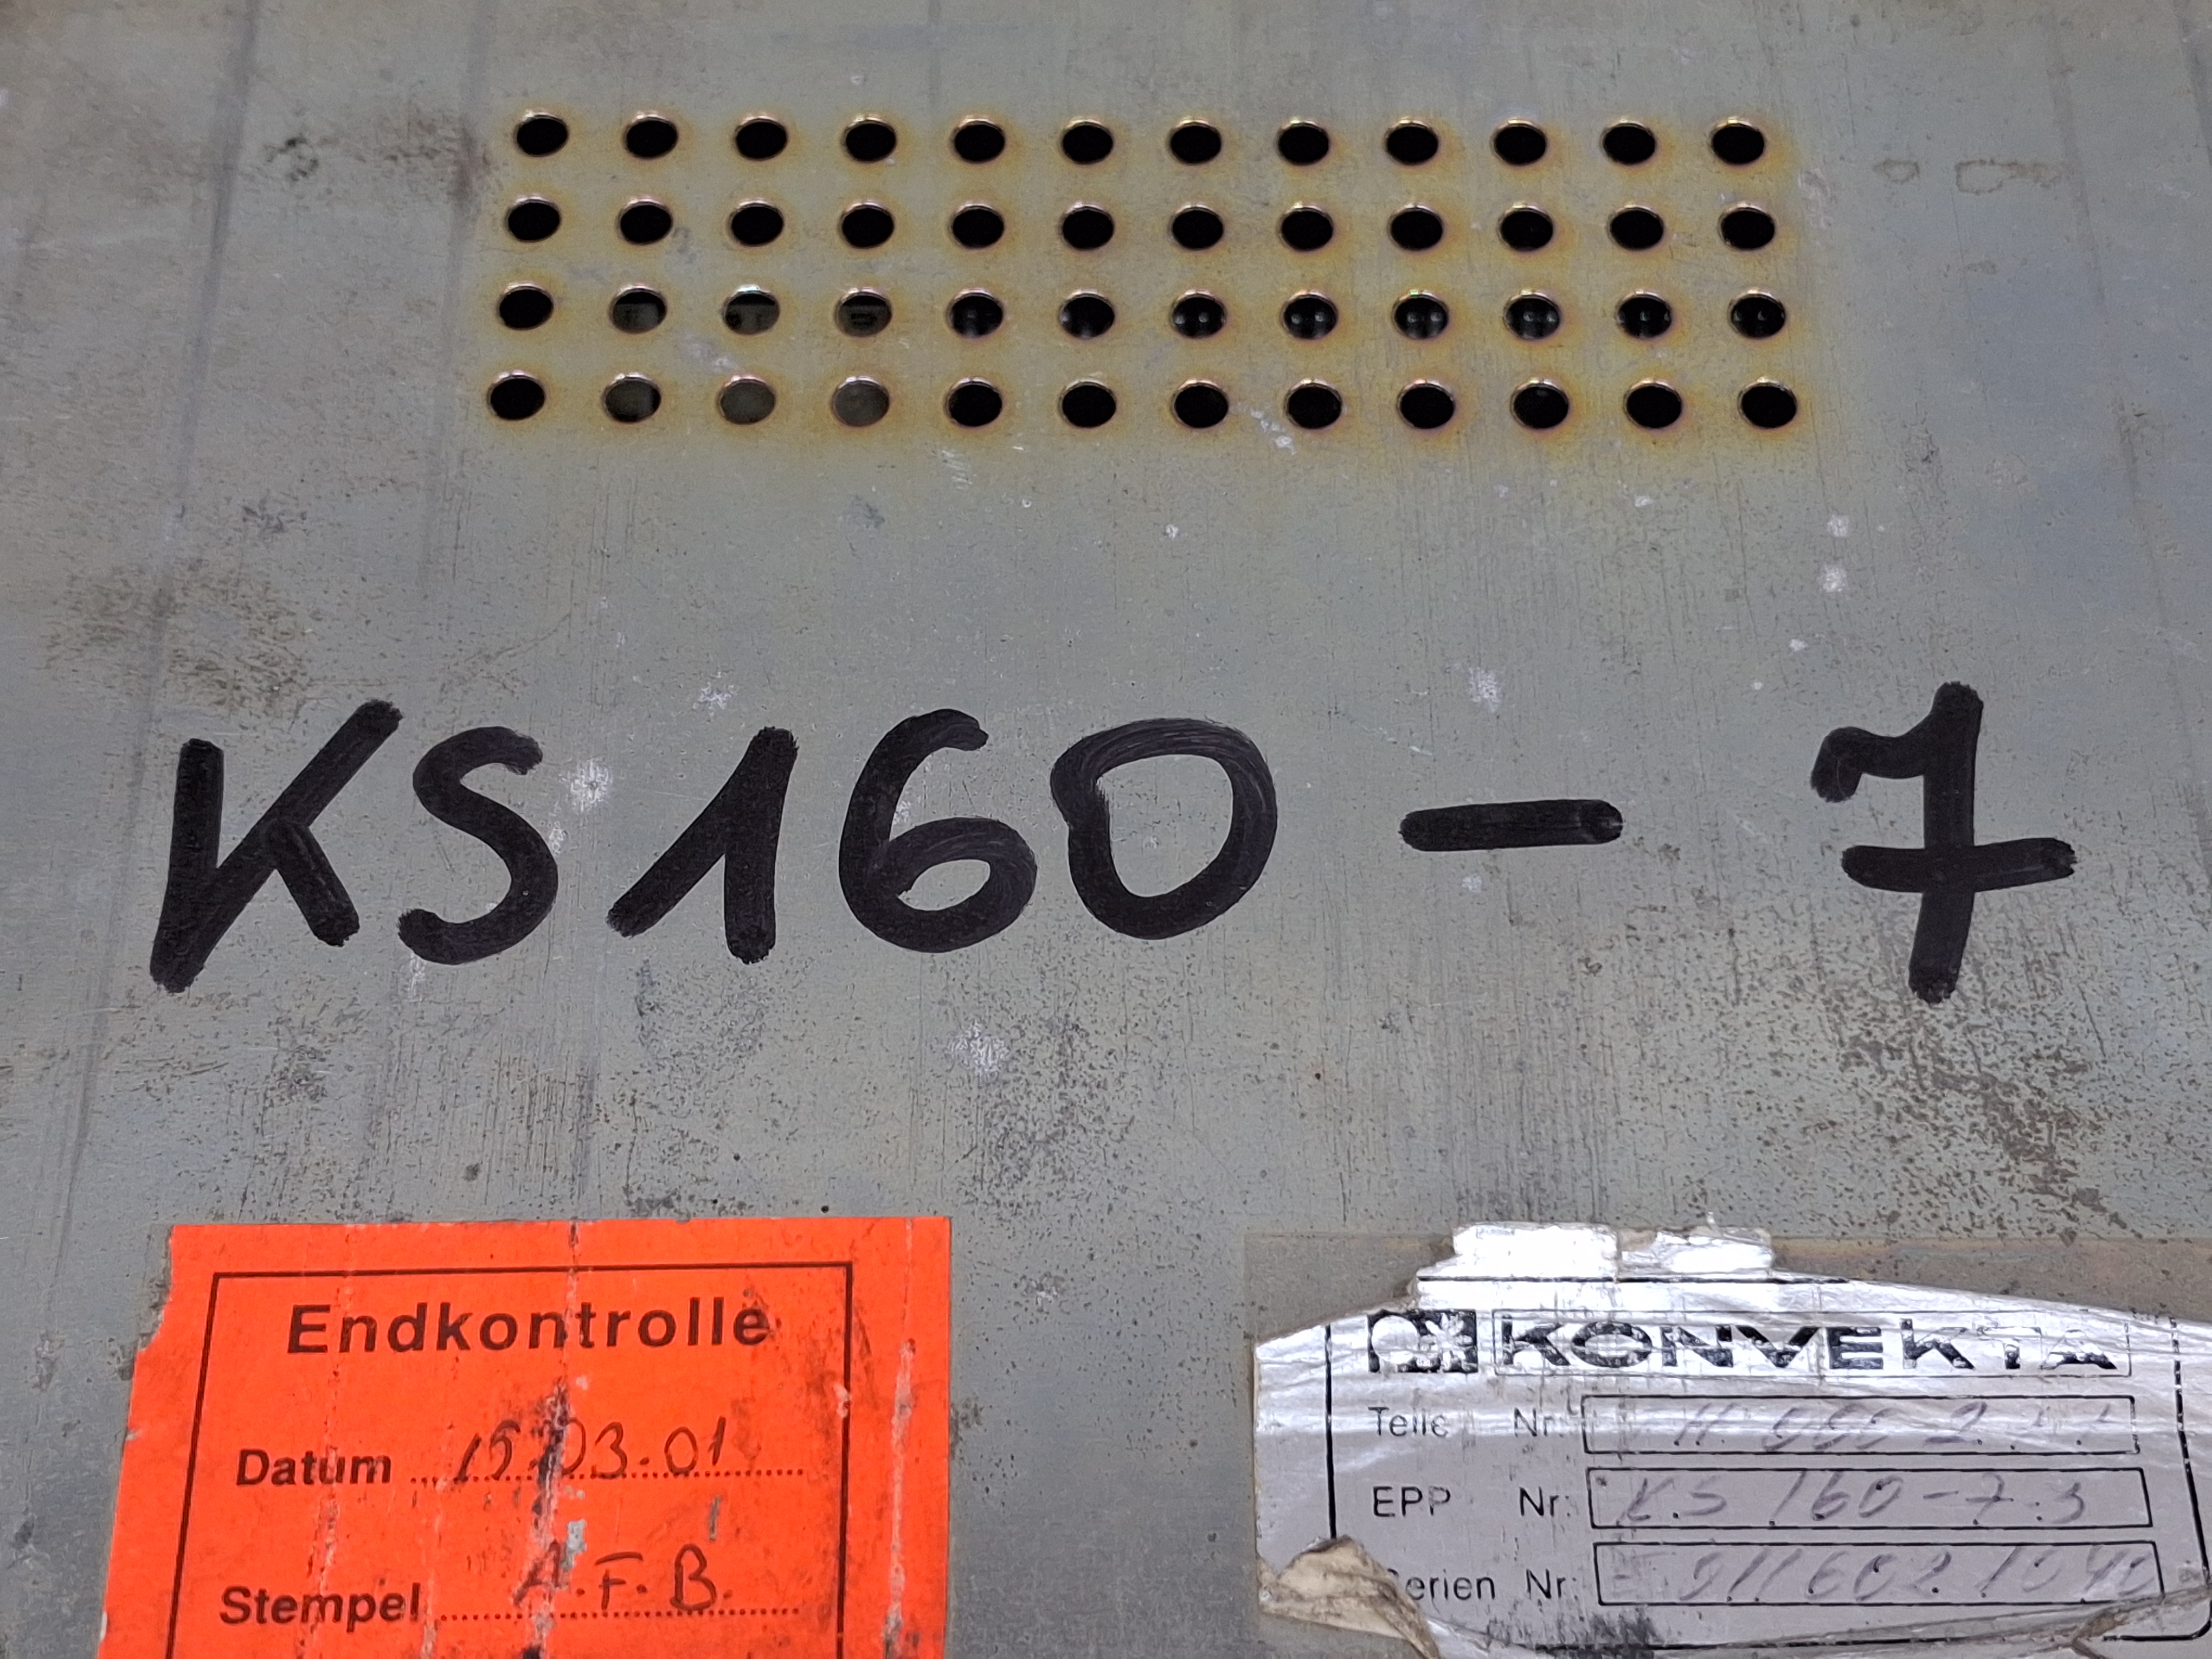 KS160-7
Endkontrolle
Datum 15.03.01
Stempel A.F.B.
KONVEKTA
Teile Nr:
EPP Nr: KS 160-7.3
Serien Nr: